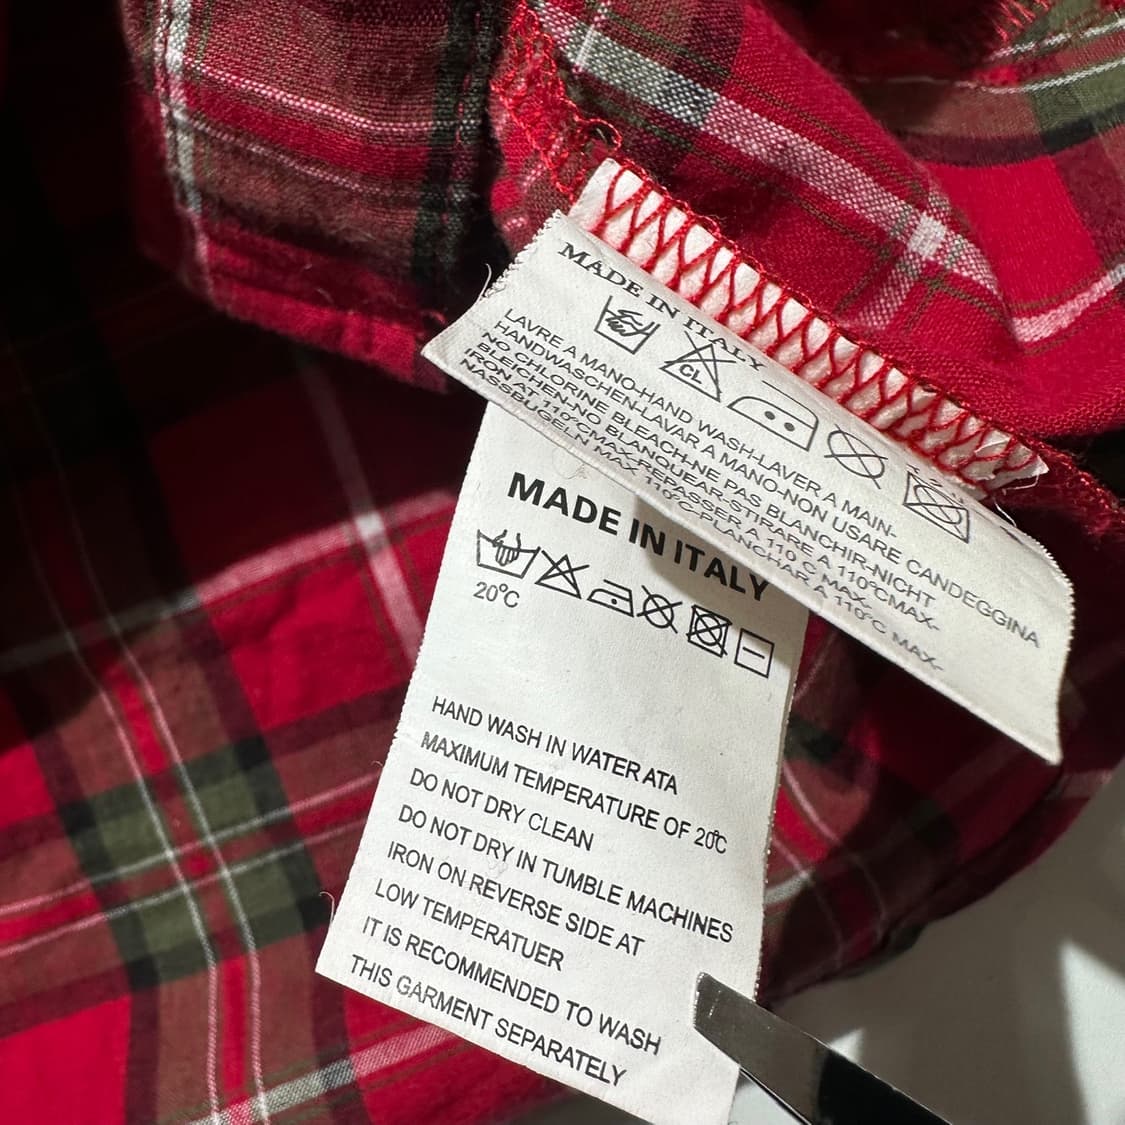 MADE IN ITALY
CL
LAVRE A MANO-HAND WASH-LAVER A MAIN-
HANDWASCHEN-LAVAR A MANO-NON USARE CANDEGGINA
NO CHLORINE BLEACH-NE PAS BLANCHIR-NICHT
BLEICHEN-NO BLANQUEAR-STIRARE A 110°CMAX-
IRON AT 110°CMAX-REPASSER A 110 C MAX-
NASSBUGELN MAX 110°C-PLANCHAR A 110°C MAX-
MADE IN ITALY
20°C
HAND WASH IN WATER ATA
MAXIMUM TEMPERATURE OF 20℃
DO NOT DRY CLEAN
DO NOT DRY IN TUMBLE MACHINES
IRON ON REVERSE SIDE AT
LOW TEMPERATUER
IT IS RECOMMENDED TO WASH
THIS GARMENT SEPARATELY